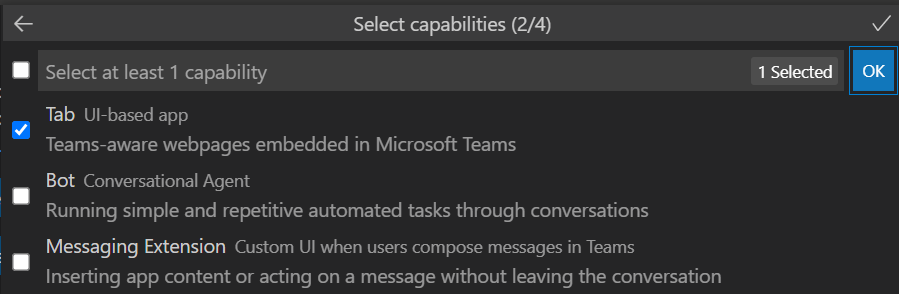 Select capabilities (2/4)
Select at least 1 capability 1 Selected OK
Tab UI-based app
Teams-aware webpages embedded in Microsoft Teams
Bot Conversational Agent
Running simple and repetitive automated tasks through conversations
Messaging Extension Custom UI when users compose messages in Teams
Inserting app content or acting on a message without leaving the conversation